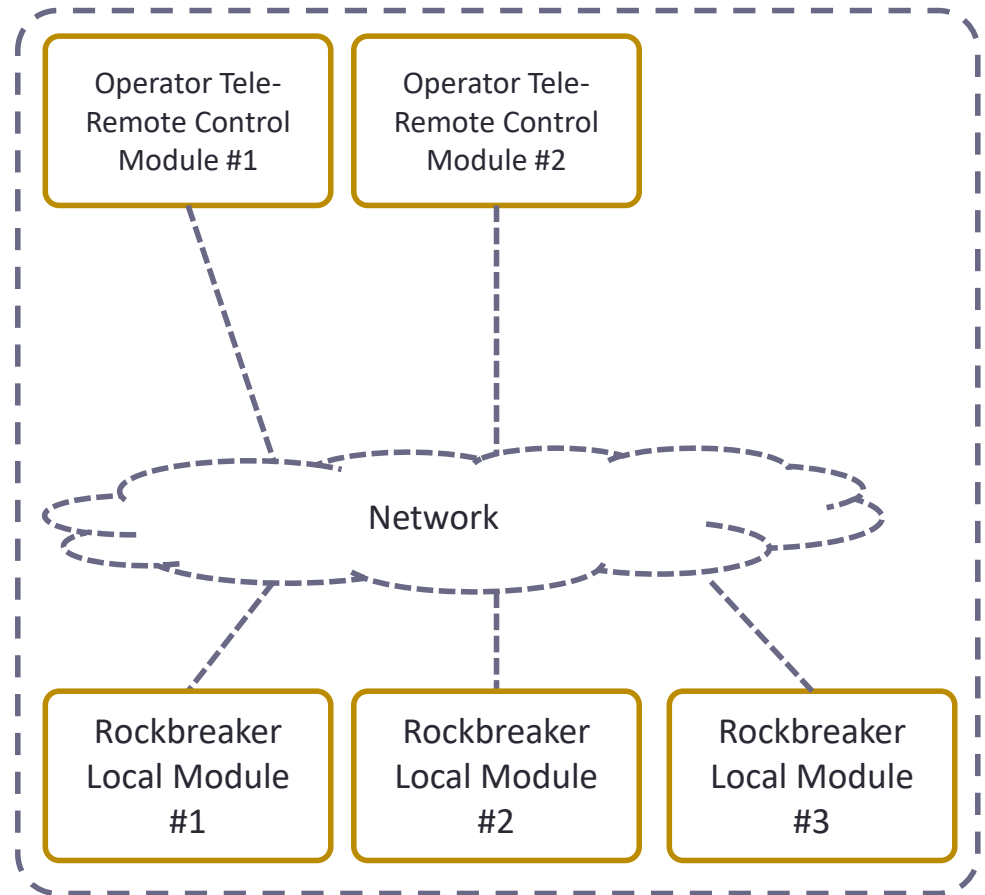 Operator Tele-
Remote Control
Module #1
Operator Tele-
Remote Control
Module #2
Network
Rockbreaker
Local Module
#1
Rockbreaker
Local Module
#2
Rockbreaker
Local Module
#3